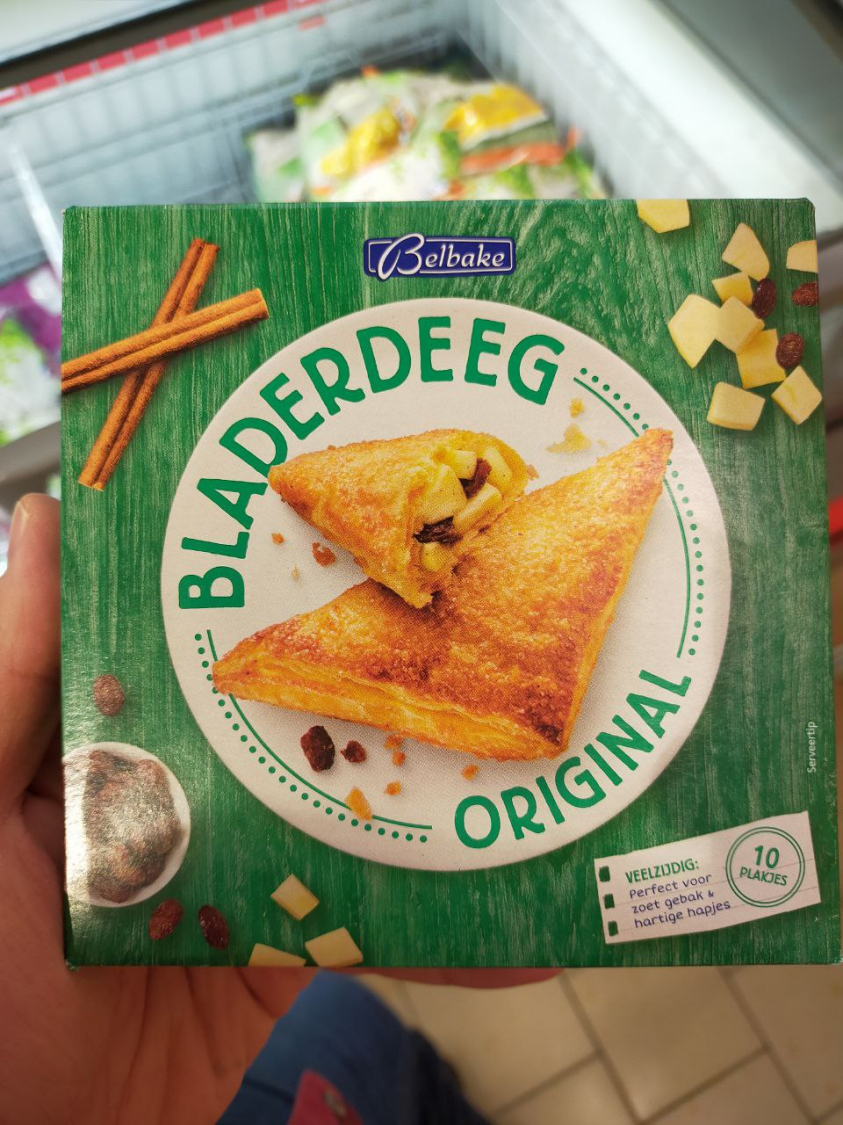 Belbake
BLADERDEEG
ORIGINAL
Serveertip
VEELZIJDIG:
Perfect voor
zoet gebak &
hartige hapjes
10
PLAKJES